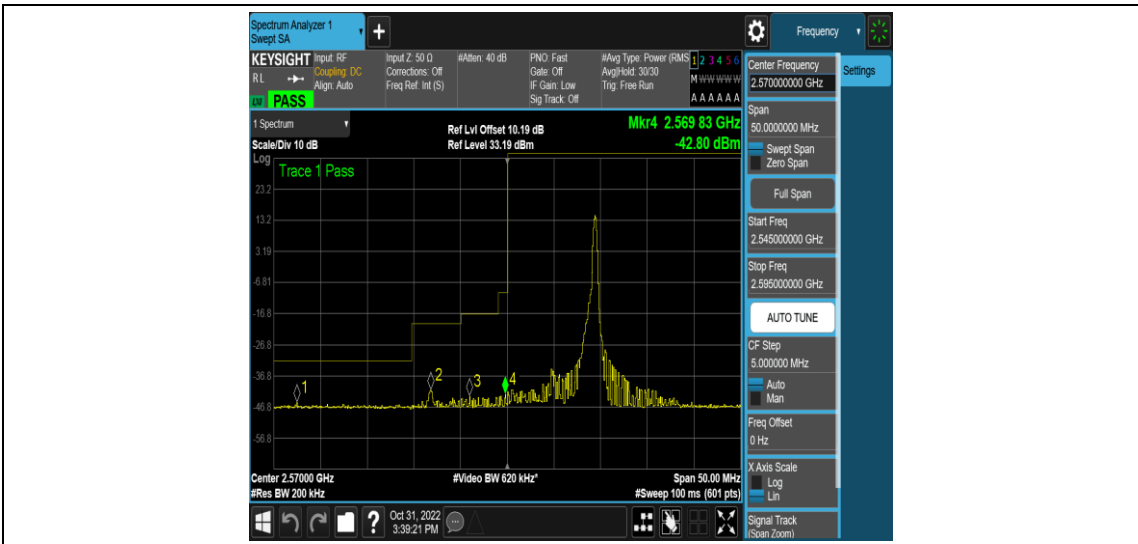 Spectrum Analyzer 1
Swept SA
+
Frequency
KEYSIGHT
RL
LXI
PASS
Input: RF
Coupling: DC
Align: Auto
Input Z: 50 Ω
Corrections: Off
Freq Ref: Int (S)
#Atten: 40 dB
PNO: Fast
Gate: Off
IF Gain: Low
Sig Track: Off
#Avg Type: Power (RMS
Avg|Hold: 30/30
Trig: Free Run
1 2 3 4 5 6
M W W W W W
A A A A A A
Center Frequency
2.570000000 GHz
Settings
1 Spectrum
Scale/Div 10 dB
Ref Lvl Offset 10.19 dB
Ref Level 33.19 dBm
Mkr4 2.569 83 GHz
-42.80 dBm
Log
Trace 1 Pass
23.2
13.2
3.19
-6.81
-16.8
-26.8
-36.8
-46.8
-56.8
1
2
3
4
Center 2.57000 GHz
#Res BW 200 kHz
#Video BW 620 kHz*
Span 50.00 MHz
#Sweep 100 ms (601 pts)
Span
50.0000000 MHz
Swept Span
Zero Span
Full Span
Start Freq
2.545000000 GHz
Stop Freq
2.595000000 GHz
AUTO TUNE
CF Step
5.000000 MHz
Auto
Man
Freq Offset
0 Hz
X Axis Scale
Log
Lin
Signal Track
(Span Zoom)
?
Oct 31, 2022
3:39:21 PM